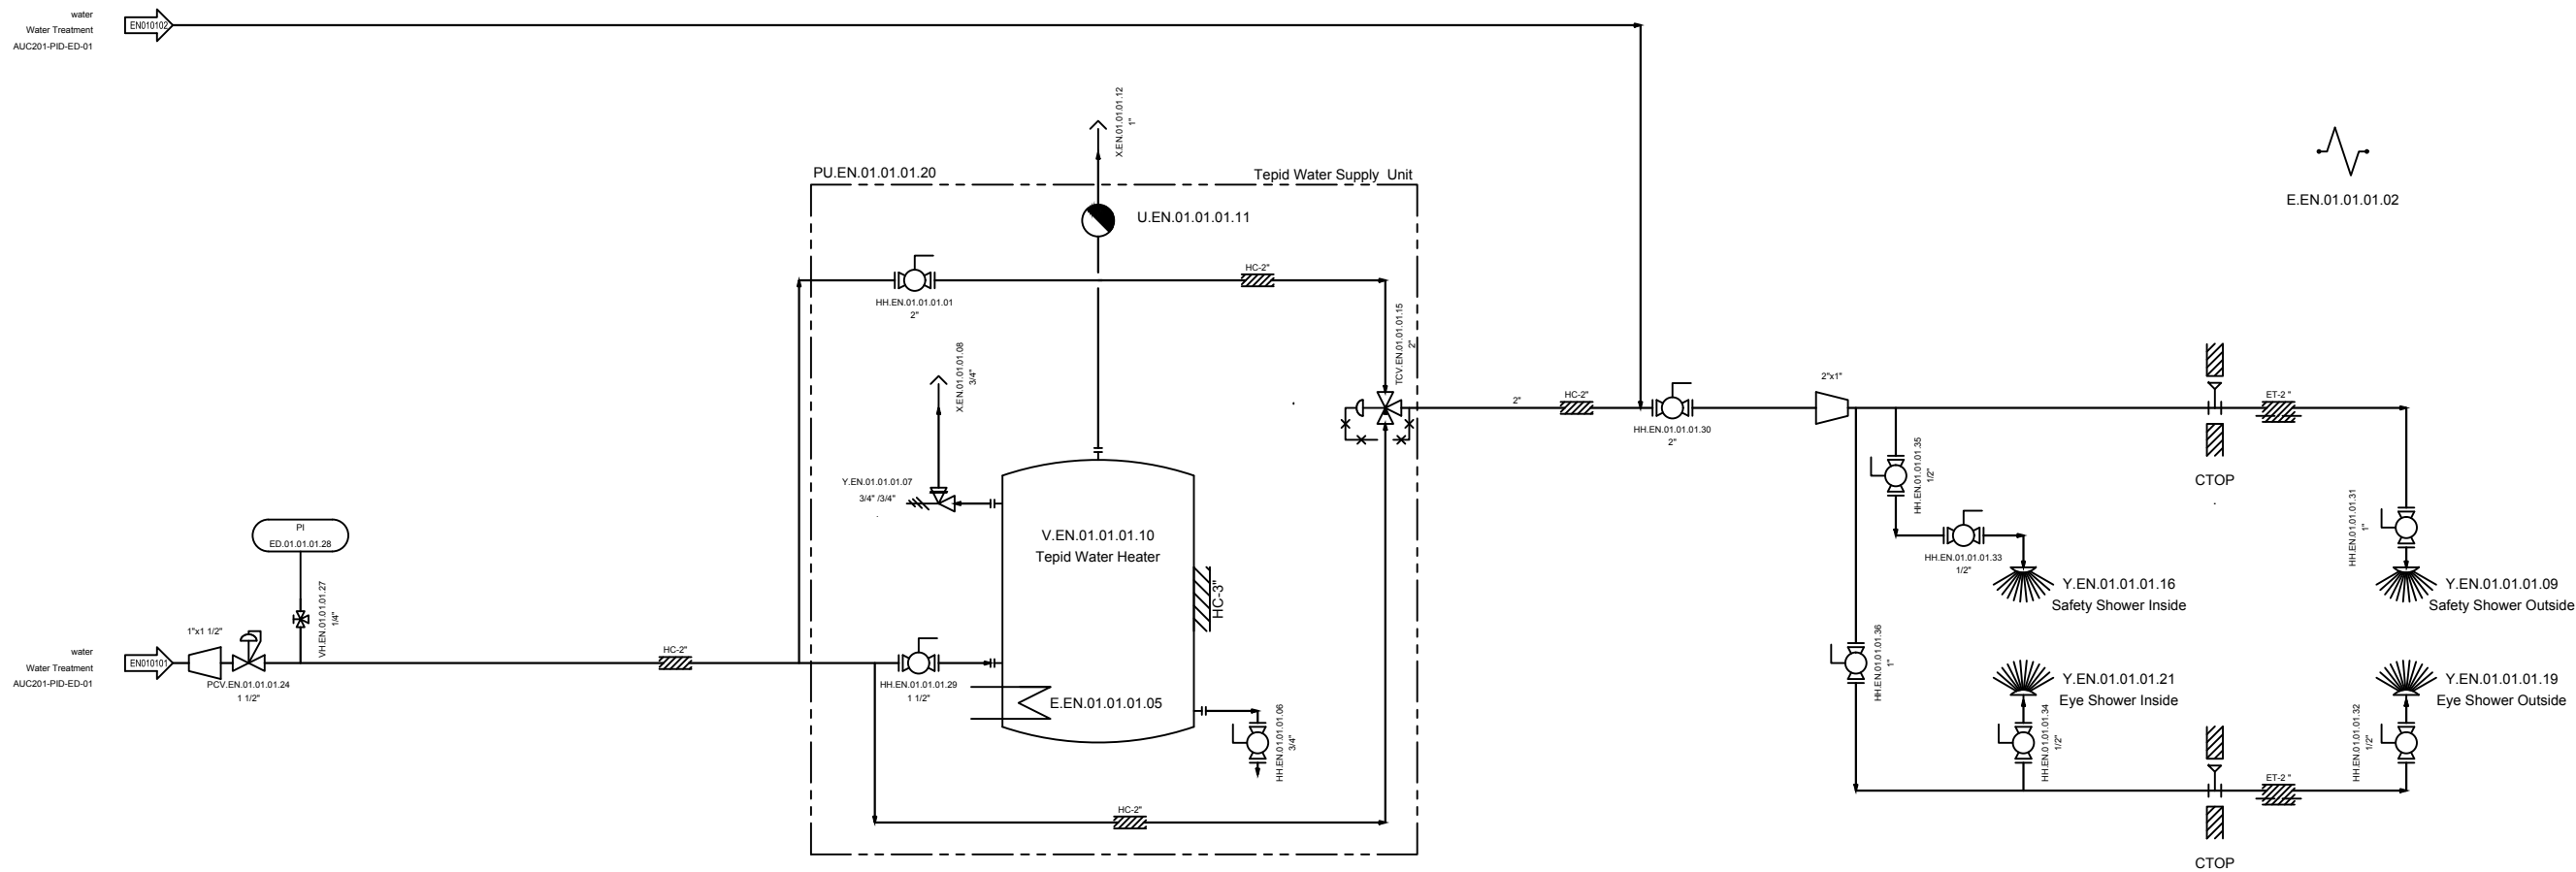 water
Water Treatment
AUC201-PID-ED-01
EN010102
X.EN.01.01.01.12
1"
PU.EN.01.01.01.20
Tepid Water Supply Unit
U.EN.01.01.01.11
E.EN.01.01.01.02
HC-2"
HH.EN.01.01.01.01
2"
TCV.EN.01.01.01.15
2"
X.EN.01.01.01.08
3/4"
2"
HC-2"
HH.EN.01.01.01.30
2"
2"x1"
HH.EN.01.01.01.35
1/2"
ET-2 "
CTOP
Y.EN.01.01.01.07
3/4" /3/4"
V.EN.01.01.01.10
Tepid Water Heater
HC-3"
PI
ED.01.01.01.28
VH.EN.01.01.01.27
1/4"
HH.EN.01.01.01.33
1/2"
HH.EN.01.01.01.31
1"
Y.EN.01.01.01.16
Safety Shower Inside
Y.EN.01.01.01.09
Safety Shower Outside
water
Water Treatment
AUC201-PID-ED-01
EN010101
1"x1 1/2"
PCV.EN.01.01.01.24
1 1/2"
HC-2"
HH.EN.01.01.01.29
1 1/2"
E.EN.01.01.01.05
HH.EN.01.01.01.06
3/4"
HH.EN.01.01.01.36
1"
Y.EN.01.01.01.21
Eye Shower Inside
Y.EN.01.01.01.19
Eye Shower Outside
HH.EN.01.01.01.34
1/2"
HH.EN.01.01.01.32
1/2"
HC-2"
ET-2 "
CTOP